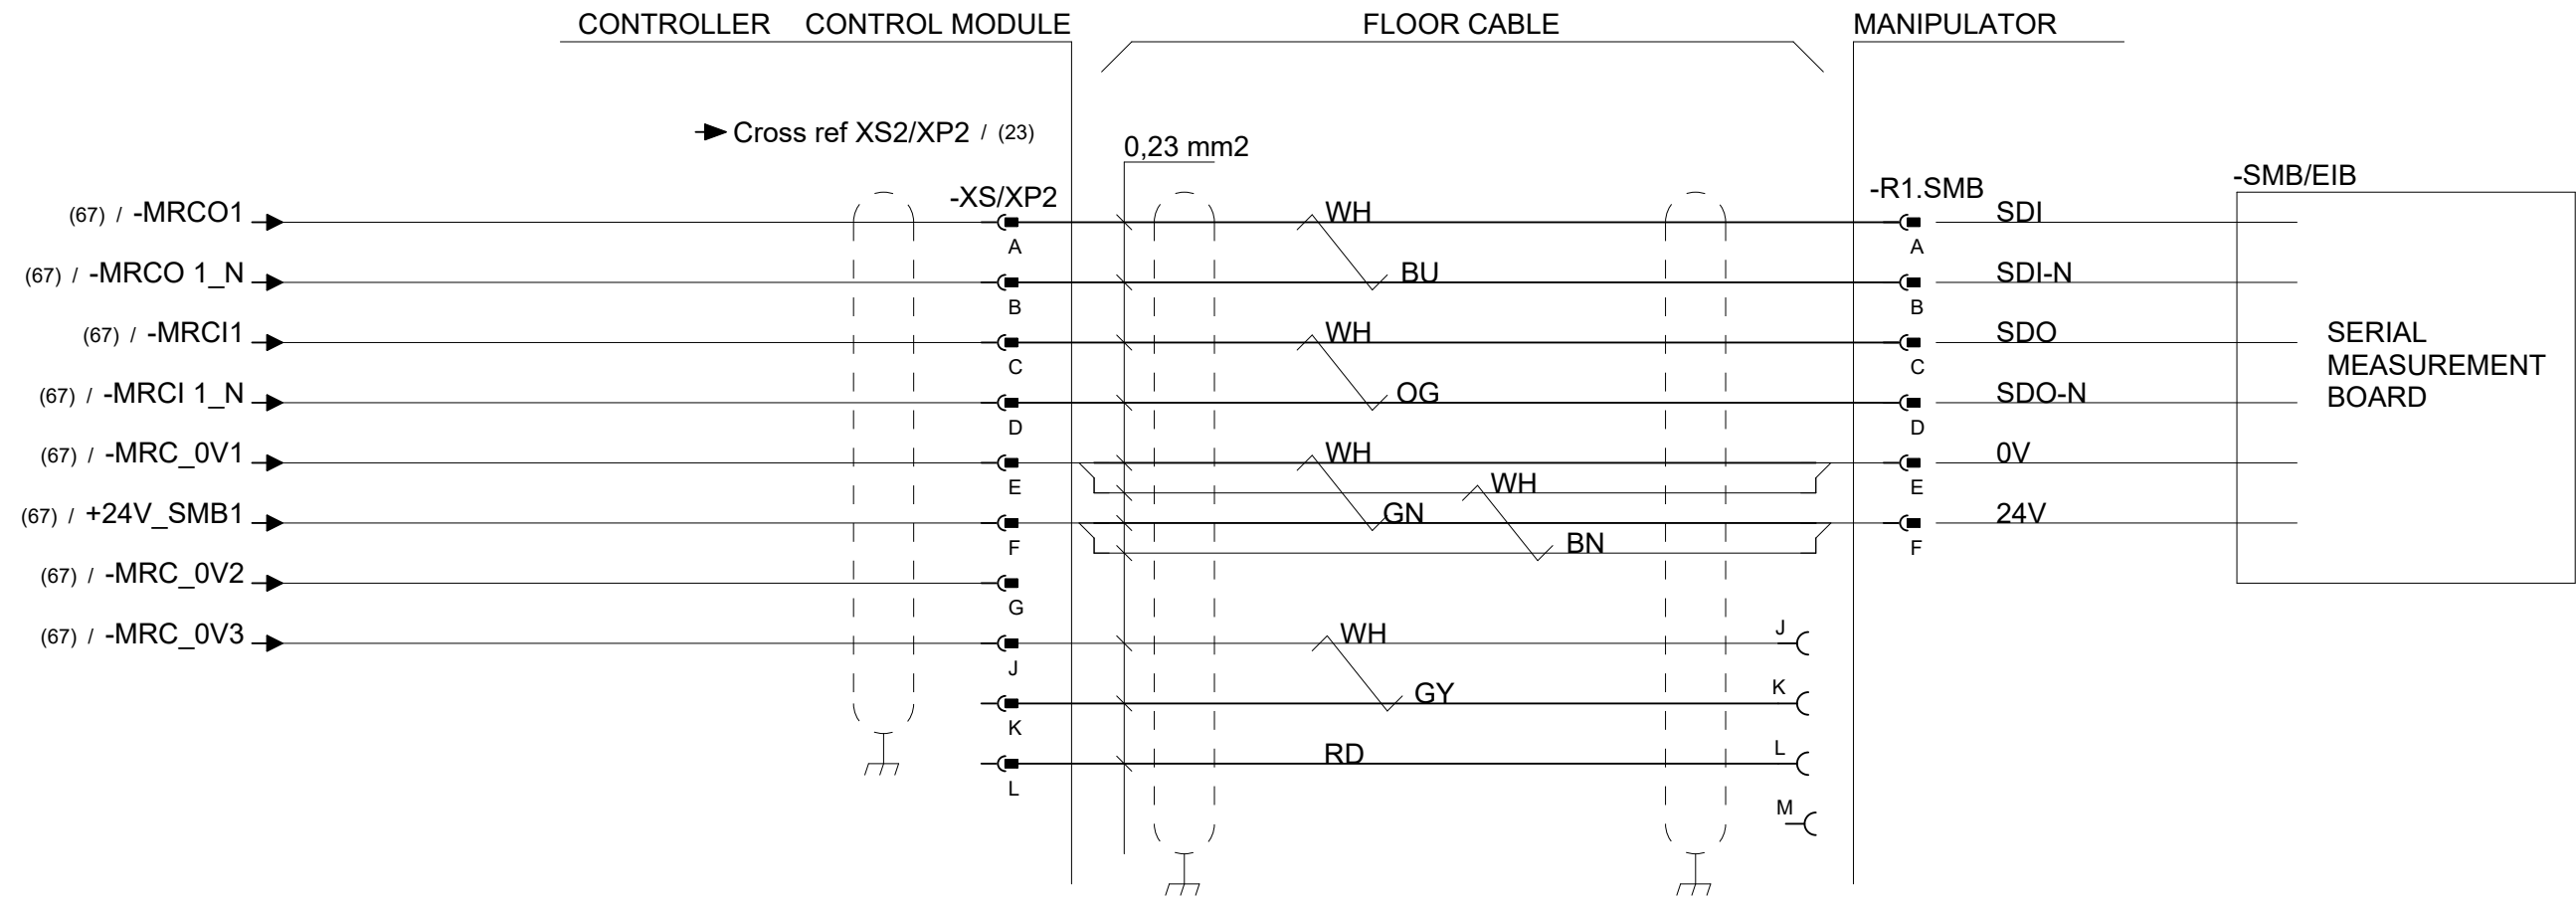 CONTROLLER CONTROL MODULE FLOOR CABLE MANIPULATOR
Cross ref XS2/XP2 / (23)
0,23 mm2
-XS/XP2 -R1.SMB -SMB/EIB
(67) / -MRCO1 WH SDI
A A
(67) / -MRCO 1_N BU SDI-N
B B
(67) / -MRCI1 WH SDO
C C
(67) / -MRCI 1_N OG SDO-N
D D
SERIAL
MEASUREMENT
BOARD
(67) / -MRC_0V1 WH 0V
E WH E
(67) / +24V_SMB1 GN 24V
F BN F
(67) / -MRC_0V2
G
(67) / -MRC_0V3 WH J
J
GY K
K
RD L
L
M